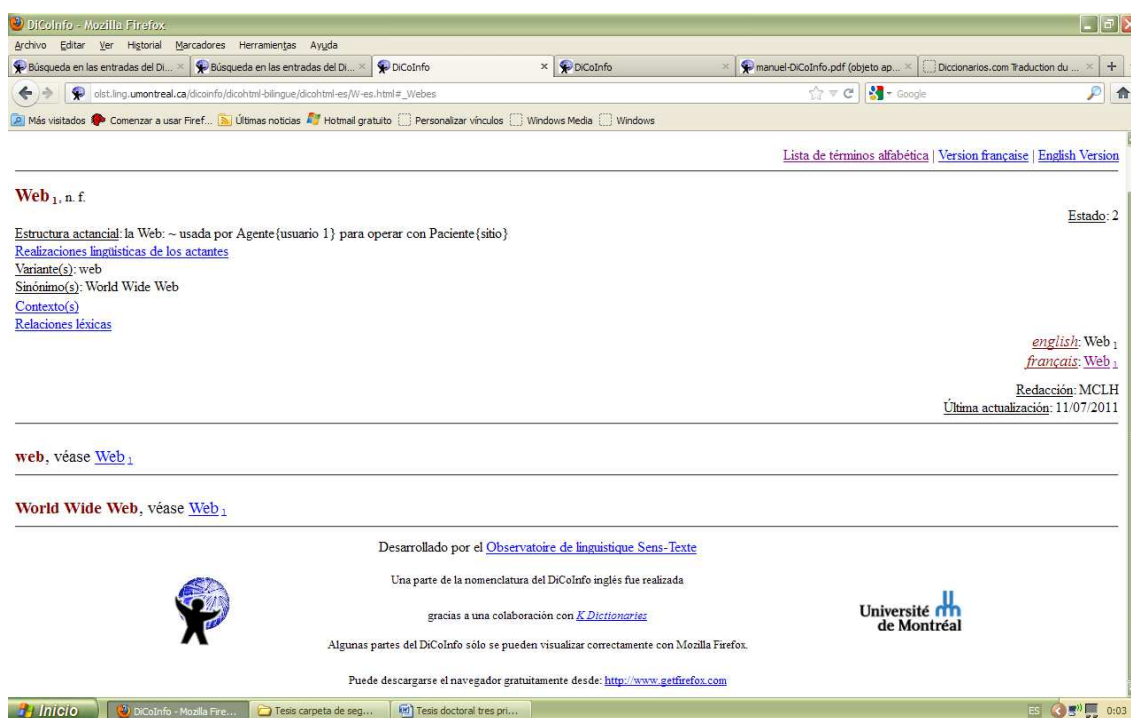 DiCoInfo - Mozilla Firefox
Archivo Editar Ver Historial Marcadores Herramientas Ayuda
Búsqueda en las entradas del Di... Búsqueda en las entradas del Di... DiCoInfo DiCoInfo manuel-DiCoInfo.pdf (objeto ap... Diccionarios.com Traduction du ...
olst.ling.umontreal.ca/dicoinfo/dicohtml-bilingue/dicohtml-es/W-es.html#_Webes Google
Más visitados Comenzar a usar Firef... Últimas noticias Hotmail gratuito Personalizar vínculos Windows Media Windows
Lista de términos alfabética | Version française | English Version
Web 1, n. f.
Estado: 2
Estructura actancial: la Web: ~ usada por Agente{usuario 1} para operar con Paciente{sitio}
Realizaciones lingüísticas de los actantes
Variante(s): web
Sinónimo(s): World Wide Web
Contexto(s)
Relaciones léxicas
english: Web 1
français: Web 1
Redacción: MCLH
Última actualización: 11/07/2011
web, véase Web 1
World Wide Web, véase Web 1
Desarrollado por el Observatoire de linguistique Sens-Texte
Una parte de la nomenclatura del DiCoInfo inglés fue realizada
gracias a una colaboración con K Dictionaries
Université de Montréal
Algunas partes del DiCoInfo sólo se pueden visualizar correctamente con Mozilla Firefox.
Puede descargarse el navegador gratuitamente desde: http://www.getfirefox.com
Inicio DiCoInfo - Mozilla Fire... Tesis carpeta de seg... Tesis doctoral tres pri... ES 0:03